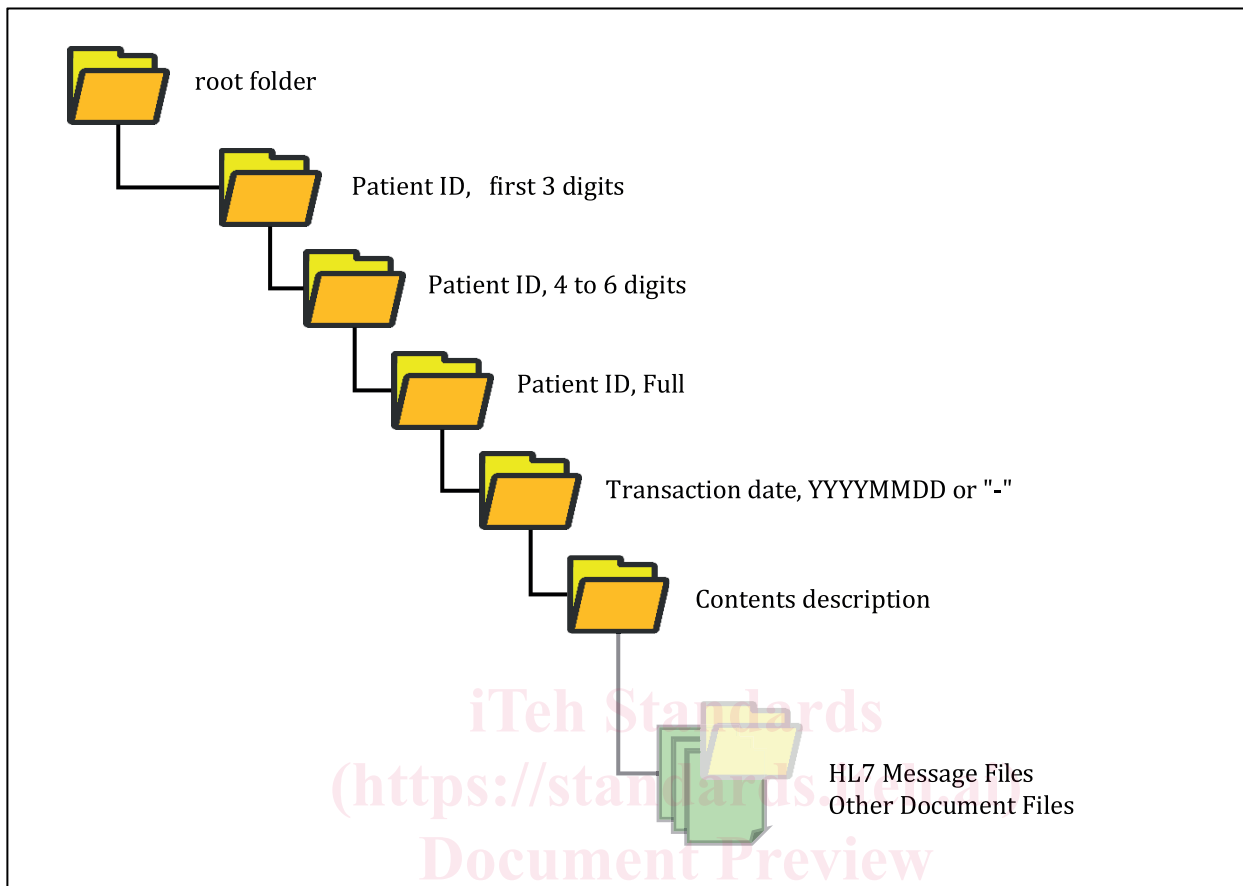 root folder
Patient ID, first 3 digits
Patient ID, 4 to 6 digits
Patient ID, Full
Transaction date, YYYYMMDD or "-"
Contents description
iTeh Standards
HL7 Message Files
(https://standards.iteh.ai)
Other Document Files
Document Preview